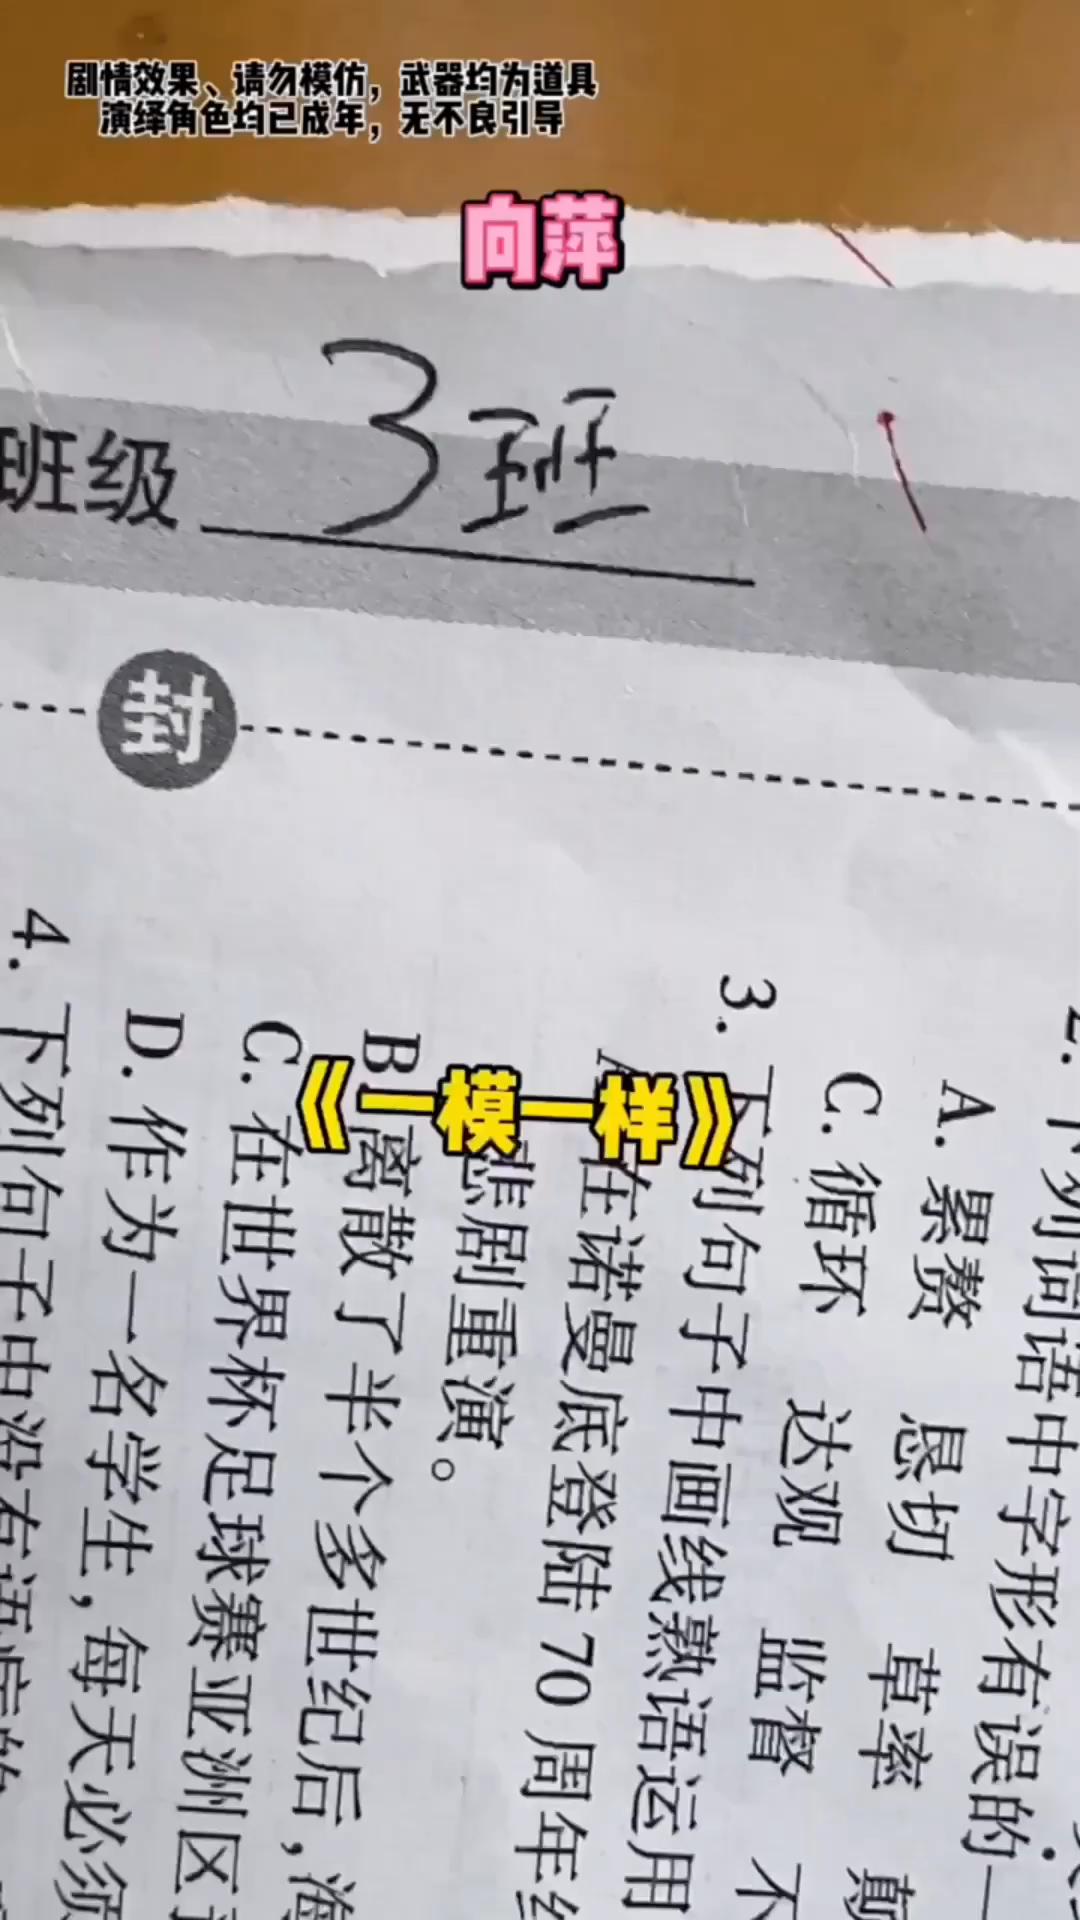 剧情效果、请勿模仿，武器均为道具
演绎角色均已成年，无不良引导
向萍
班级 3班
封
《一模一样》
2. 下列词语中字形有误的一
A. 累赘 恳切 草率 颠
C. 循环 达观 监督 不
3. 下列句子中画线熟语运用
在诺曼底登陆 70 周年
悲剧重演。
B 离散了半个多世纪后，海
C. 在世界杯足球赛亚洲区
D. 作为一名学生，每天必须
4. 下列句子中没有语病的